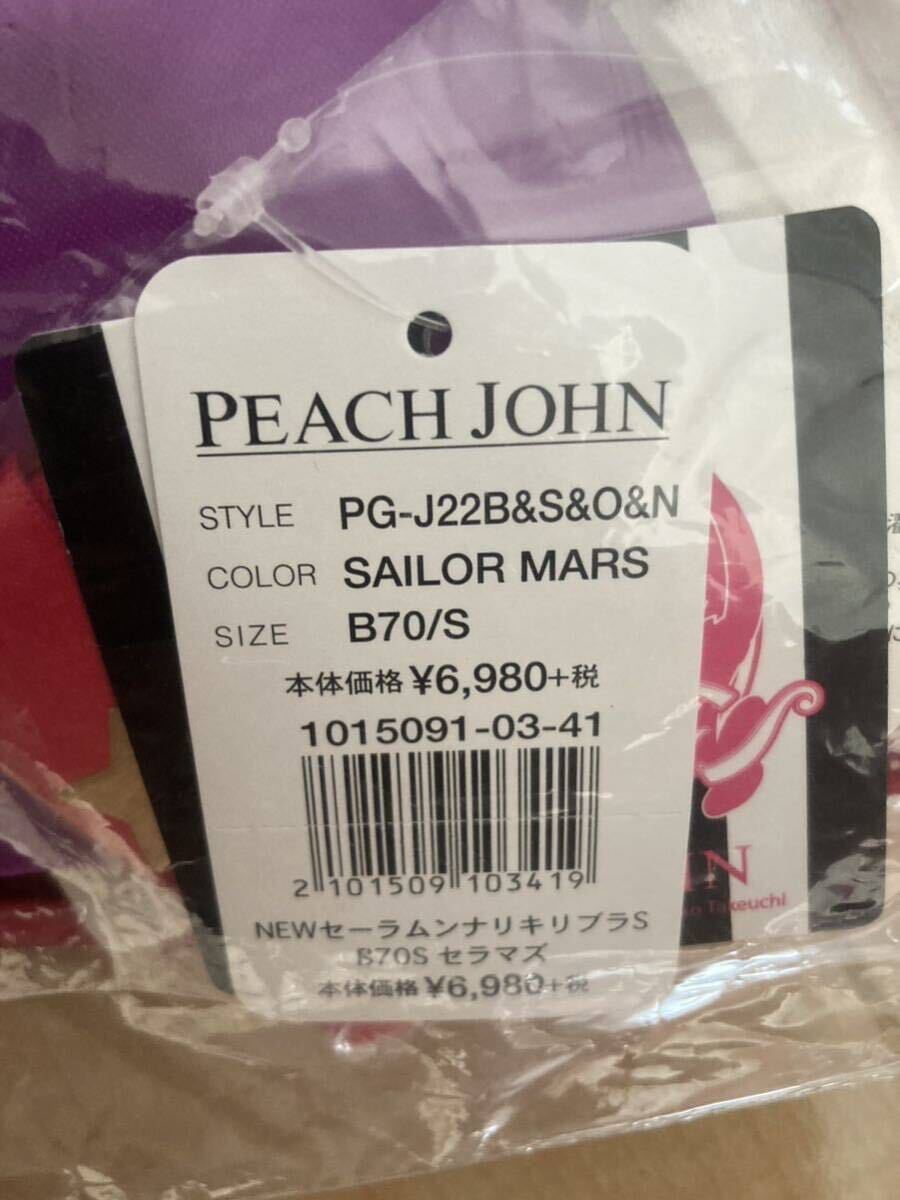 PEACH JOHN
STYLE PG-J22B&S&O&N
COLOR SAILOR MARS
SIZE B70/S
本体価格 ¥6,980+税
1015091-03-41
2 101509 103419
NEWセーラムンナリキリブラS
B70S セラマズ
本体価格 ¥6,980+税
Takeuchi